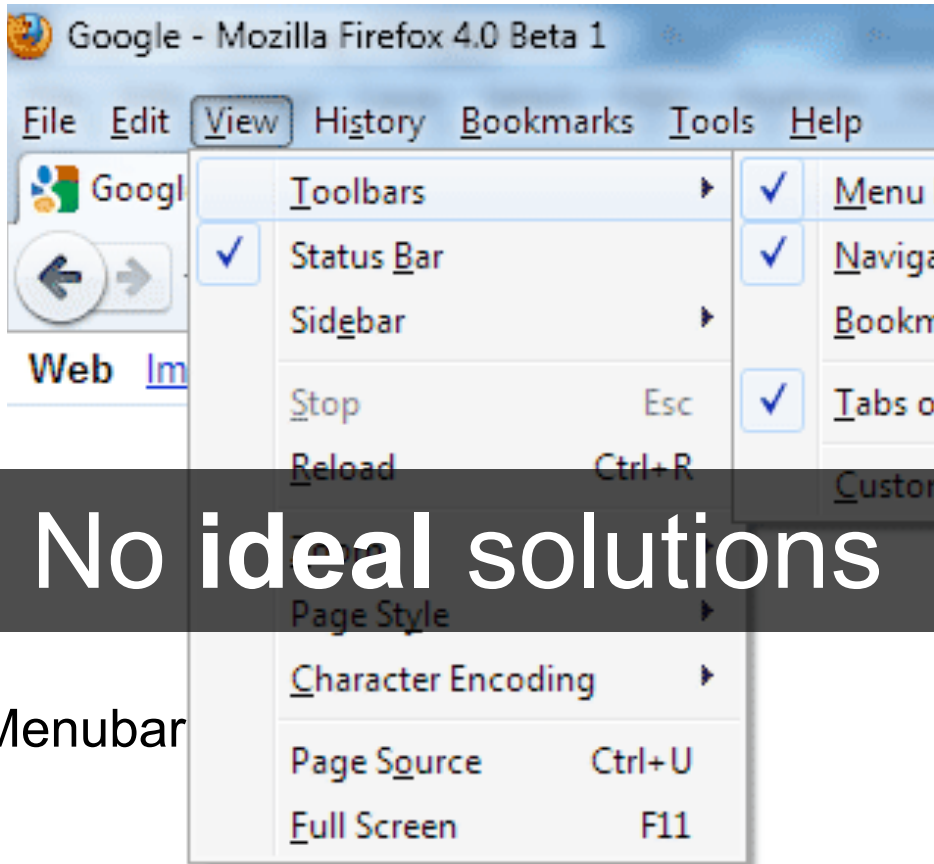 Google - Mozilla Firefox 4.0 Beta 1
File Edit View History Bookmarks Tools Help
Googl
Toolbars
Menu
Status Bar
Naviga
Sidebar
Bookm
Web Im
Stop Esc
Tabs o
Reload Ctrl+R
Custom
No ideal solutions
Page Style
Character Encoding
Menubar
Page Source Ctrl+U
Full Screen F11